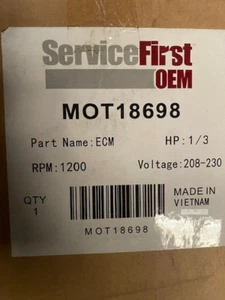 ServiceFirst
OEM
MOT18698
Part Name:ECM HP:1/3
RPM:1200 Voltage:208-230
QTY
1
MADE IN
VIETNAM
MOT18698